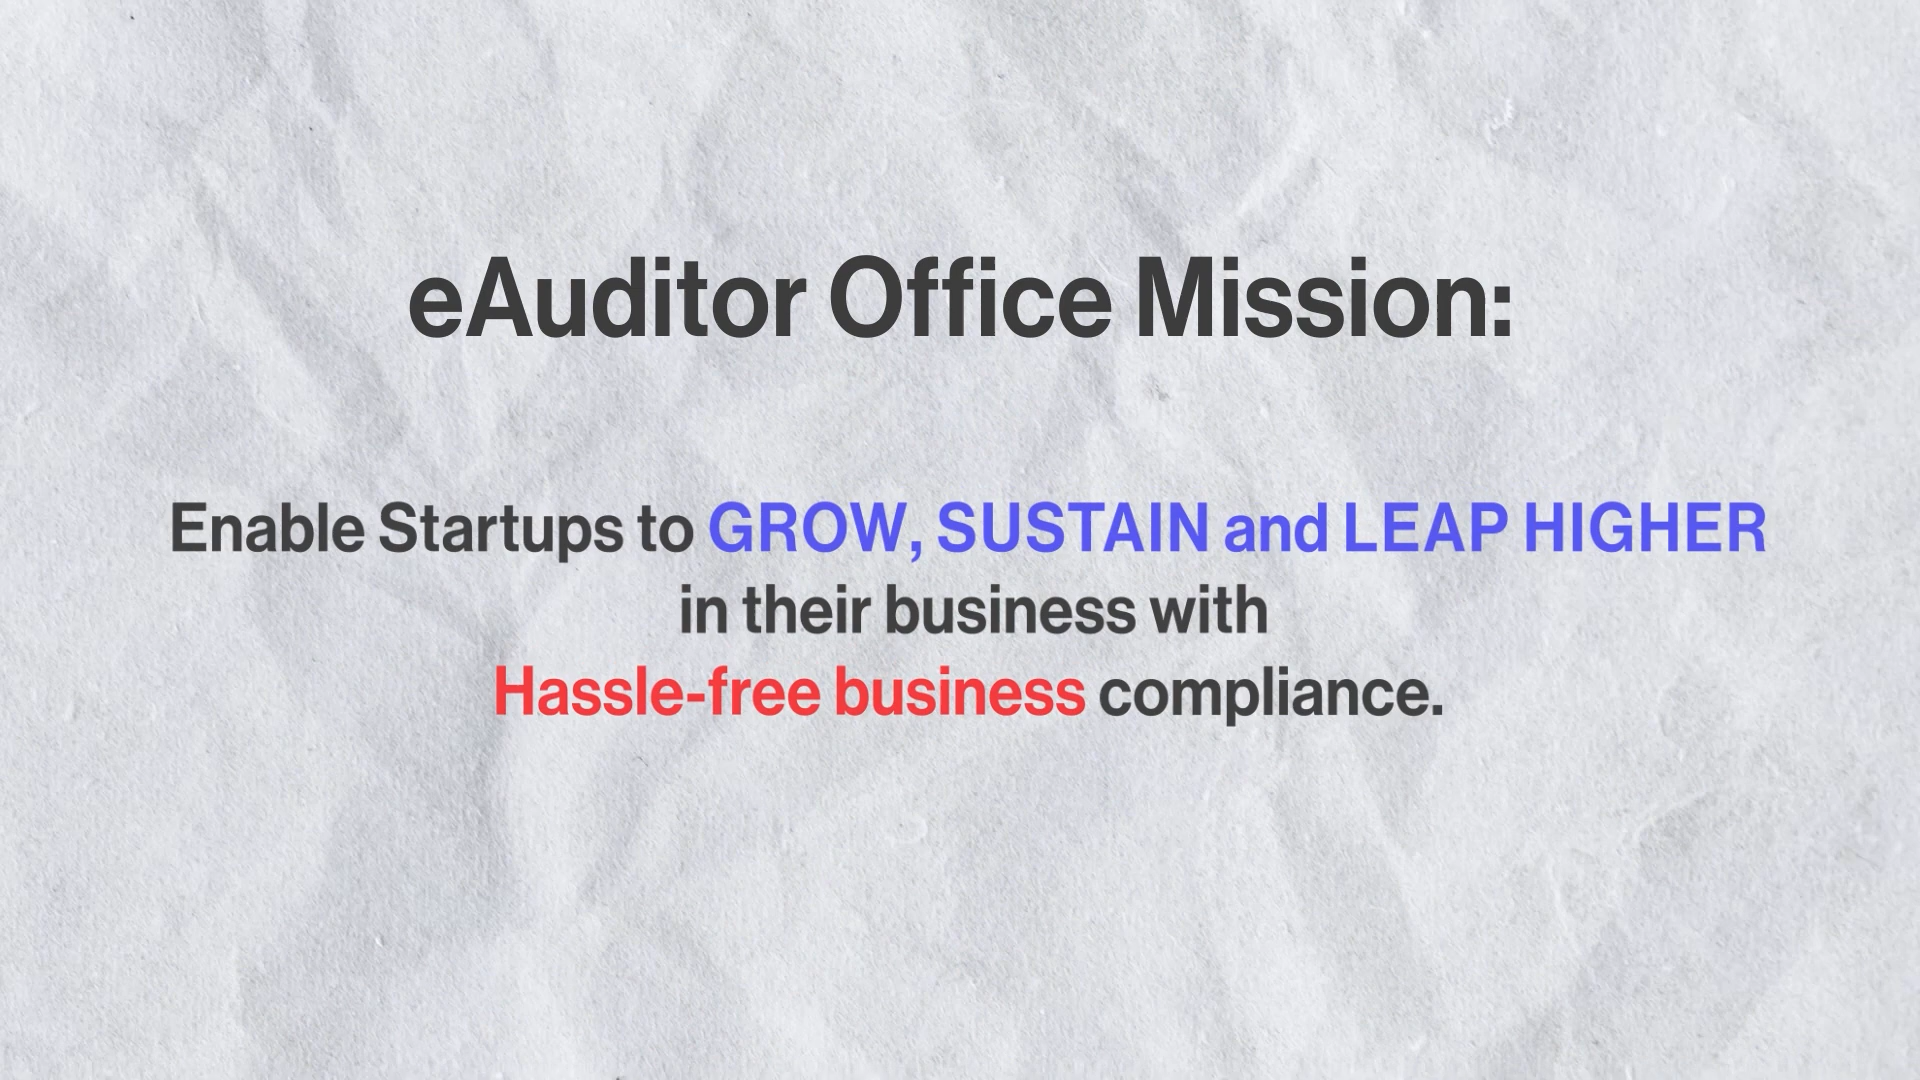 eAuditor Office Mission:
Enable Startups to GROW, SUSTAIN and LEAP HIGHER
in their business with
Hassle-free business compliance.